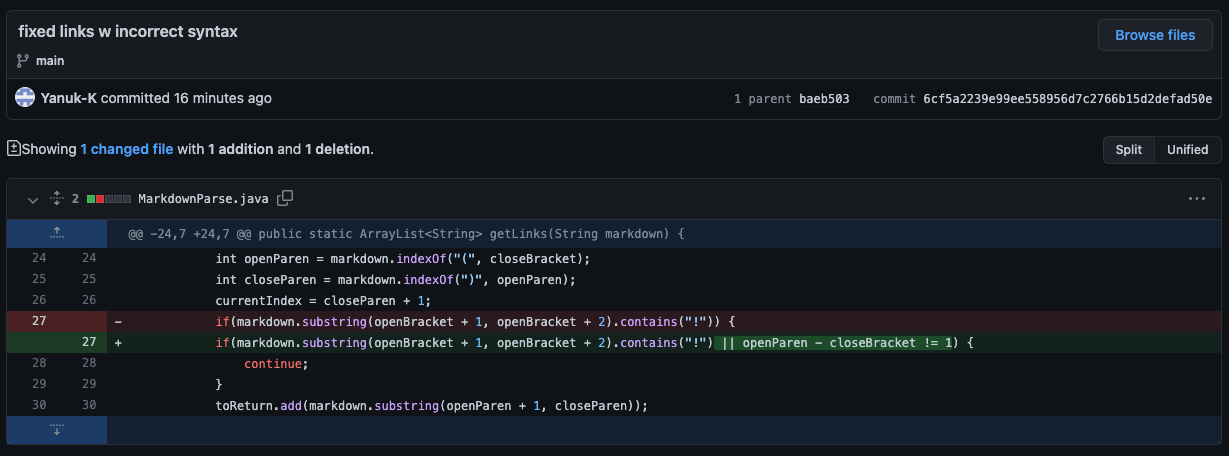 fixed links w incorrect syntax
Browse files
main
Yanuk-K committed 16 minutes ago
1 parent baeb503 commit 6cf5a2239e99ee558956d7c2766b15d2defad50e
Showing 1 changed file with 1 addition and 1 deletion.
Split Unified
2 MarkdownParse.java
@@ -24,7 +24,7 @@ public static ArrayList<String> getLinks(String markdown) {
24 24 int openParen = markdown.indexOf("(", closeBracket);
25 25 int closeParen = markdown.indexOf(")", openParen);
26 26 currentIndex = closeParen + 1;
27 - if(markdown.substring(openBracket + 1, openBracket + 2).contains("!")) {
27 + if(markdown.substring(openBracket + 1, openBracket + 2).contains("!") || openParen - closeBracket != 1) {
28 28 continue;
29 29 }
30 30 toReturn.add(markdown.substring(openParen + 1, closeParen));